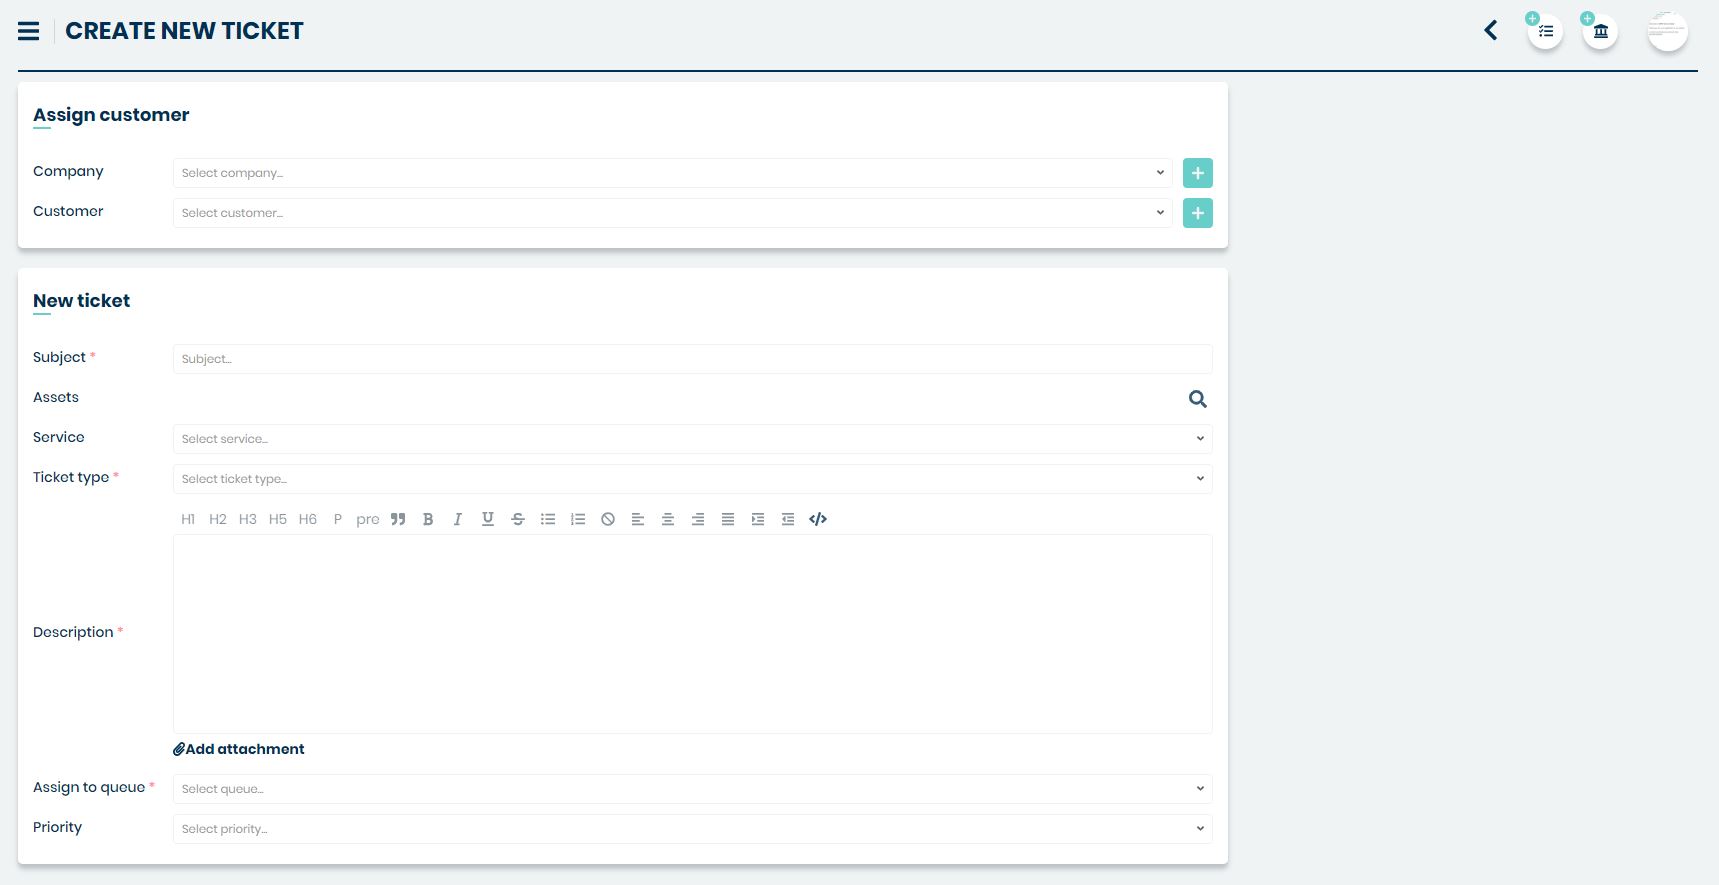 CREATE NEW TICKET
Assign customer
Company Select company...
Customer Select customer...
New ticket
Subject * Subject...
Assets
Service Select service...
Ticket type * Select ticket type...
H1 H2 H3 H5 H6 P pre B I U S
Description *
Add attachment
Assign to queue * Select queue...
Priority Select priority...